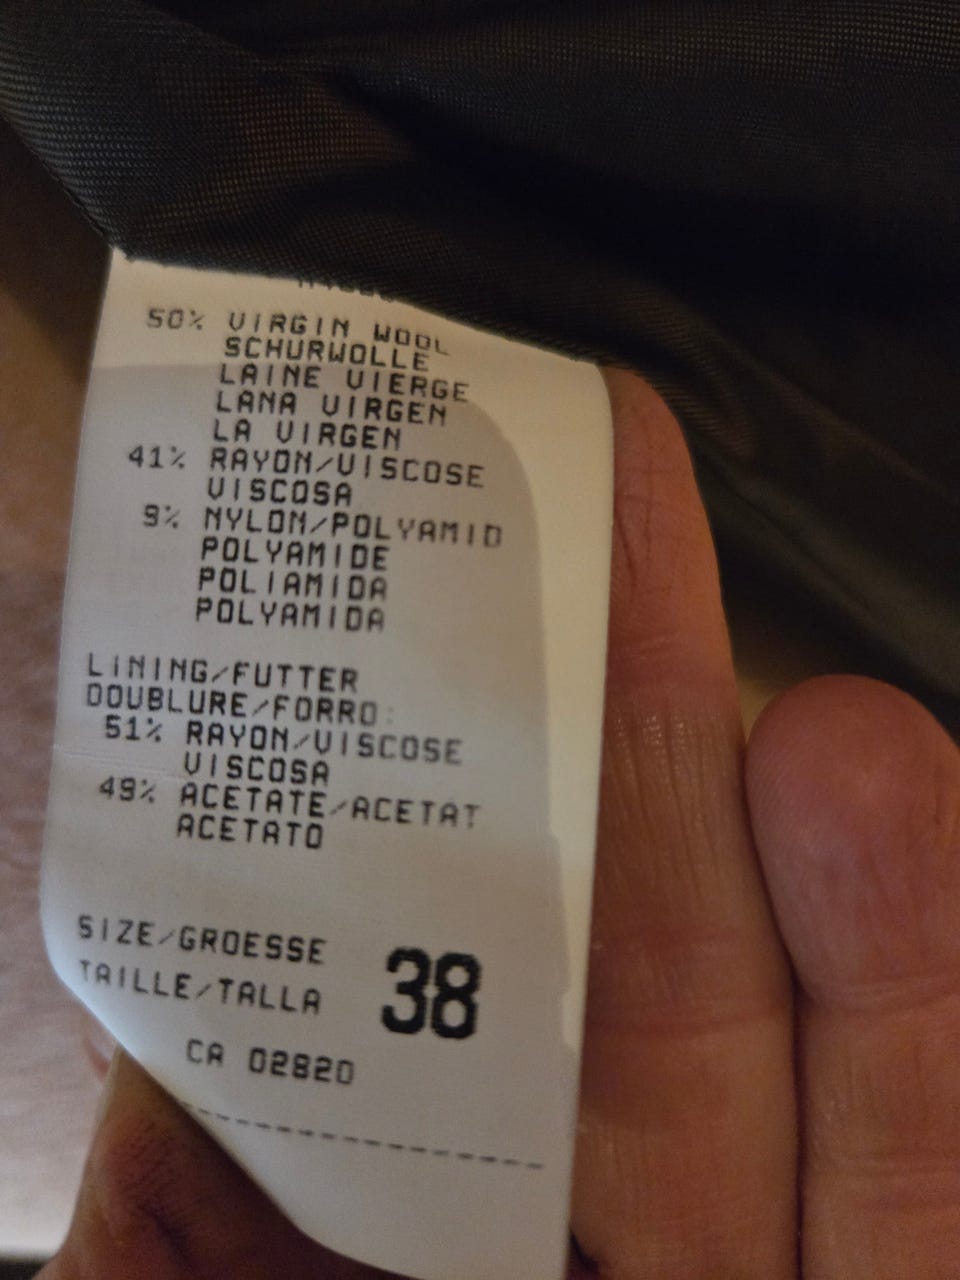 50% VIRGIN WOOL
SCHURWOLLE
LAINE VIERGE
LANA VIRGEN
LA VIRGEN
41% RAYON/VISCOSE
VISCOSA
9% NYLON/POLYAMID
POLYAMIDE
POLIAMIDA
POLYAMIDA
LINING/FUTTER
DOUBLURE/FORRO:
51% RAYON/VISCOSE
VISCOSA
49% ACETATE/ACETAT
ACETATO
SIZE/GROESSE
TAILLE/TALLA 38
CA 02820